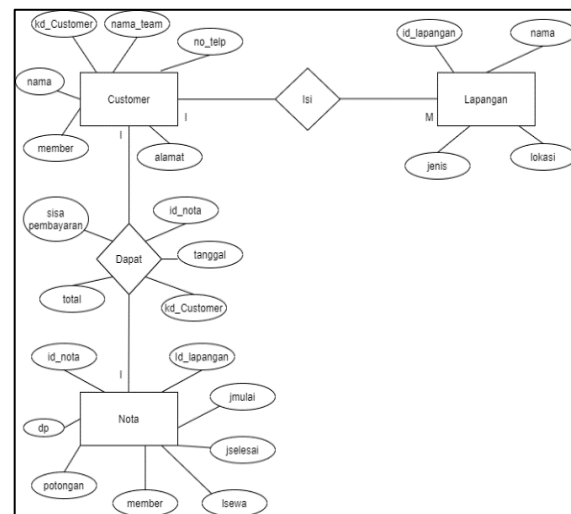 kd_Customer
nama_team
no_telp
id_lapangan
nama
nama
Customer
Isi
Lapangan
I
I
M
member
alamat
jenis
lokasi
sisa
pembayaran
id_nota
Dapat
tanggal
total
kd_Customer
id_nota
I
Id_lapangan
jmulai
Nota
dp
jselesai
potongan
member
lsewa